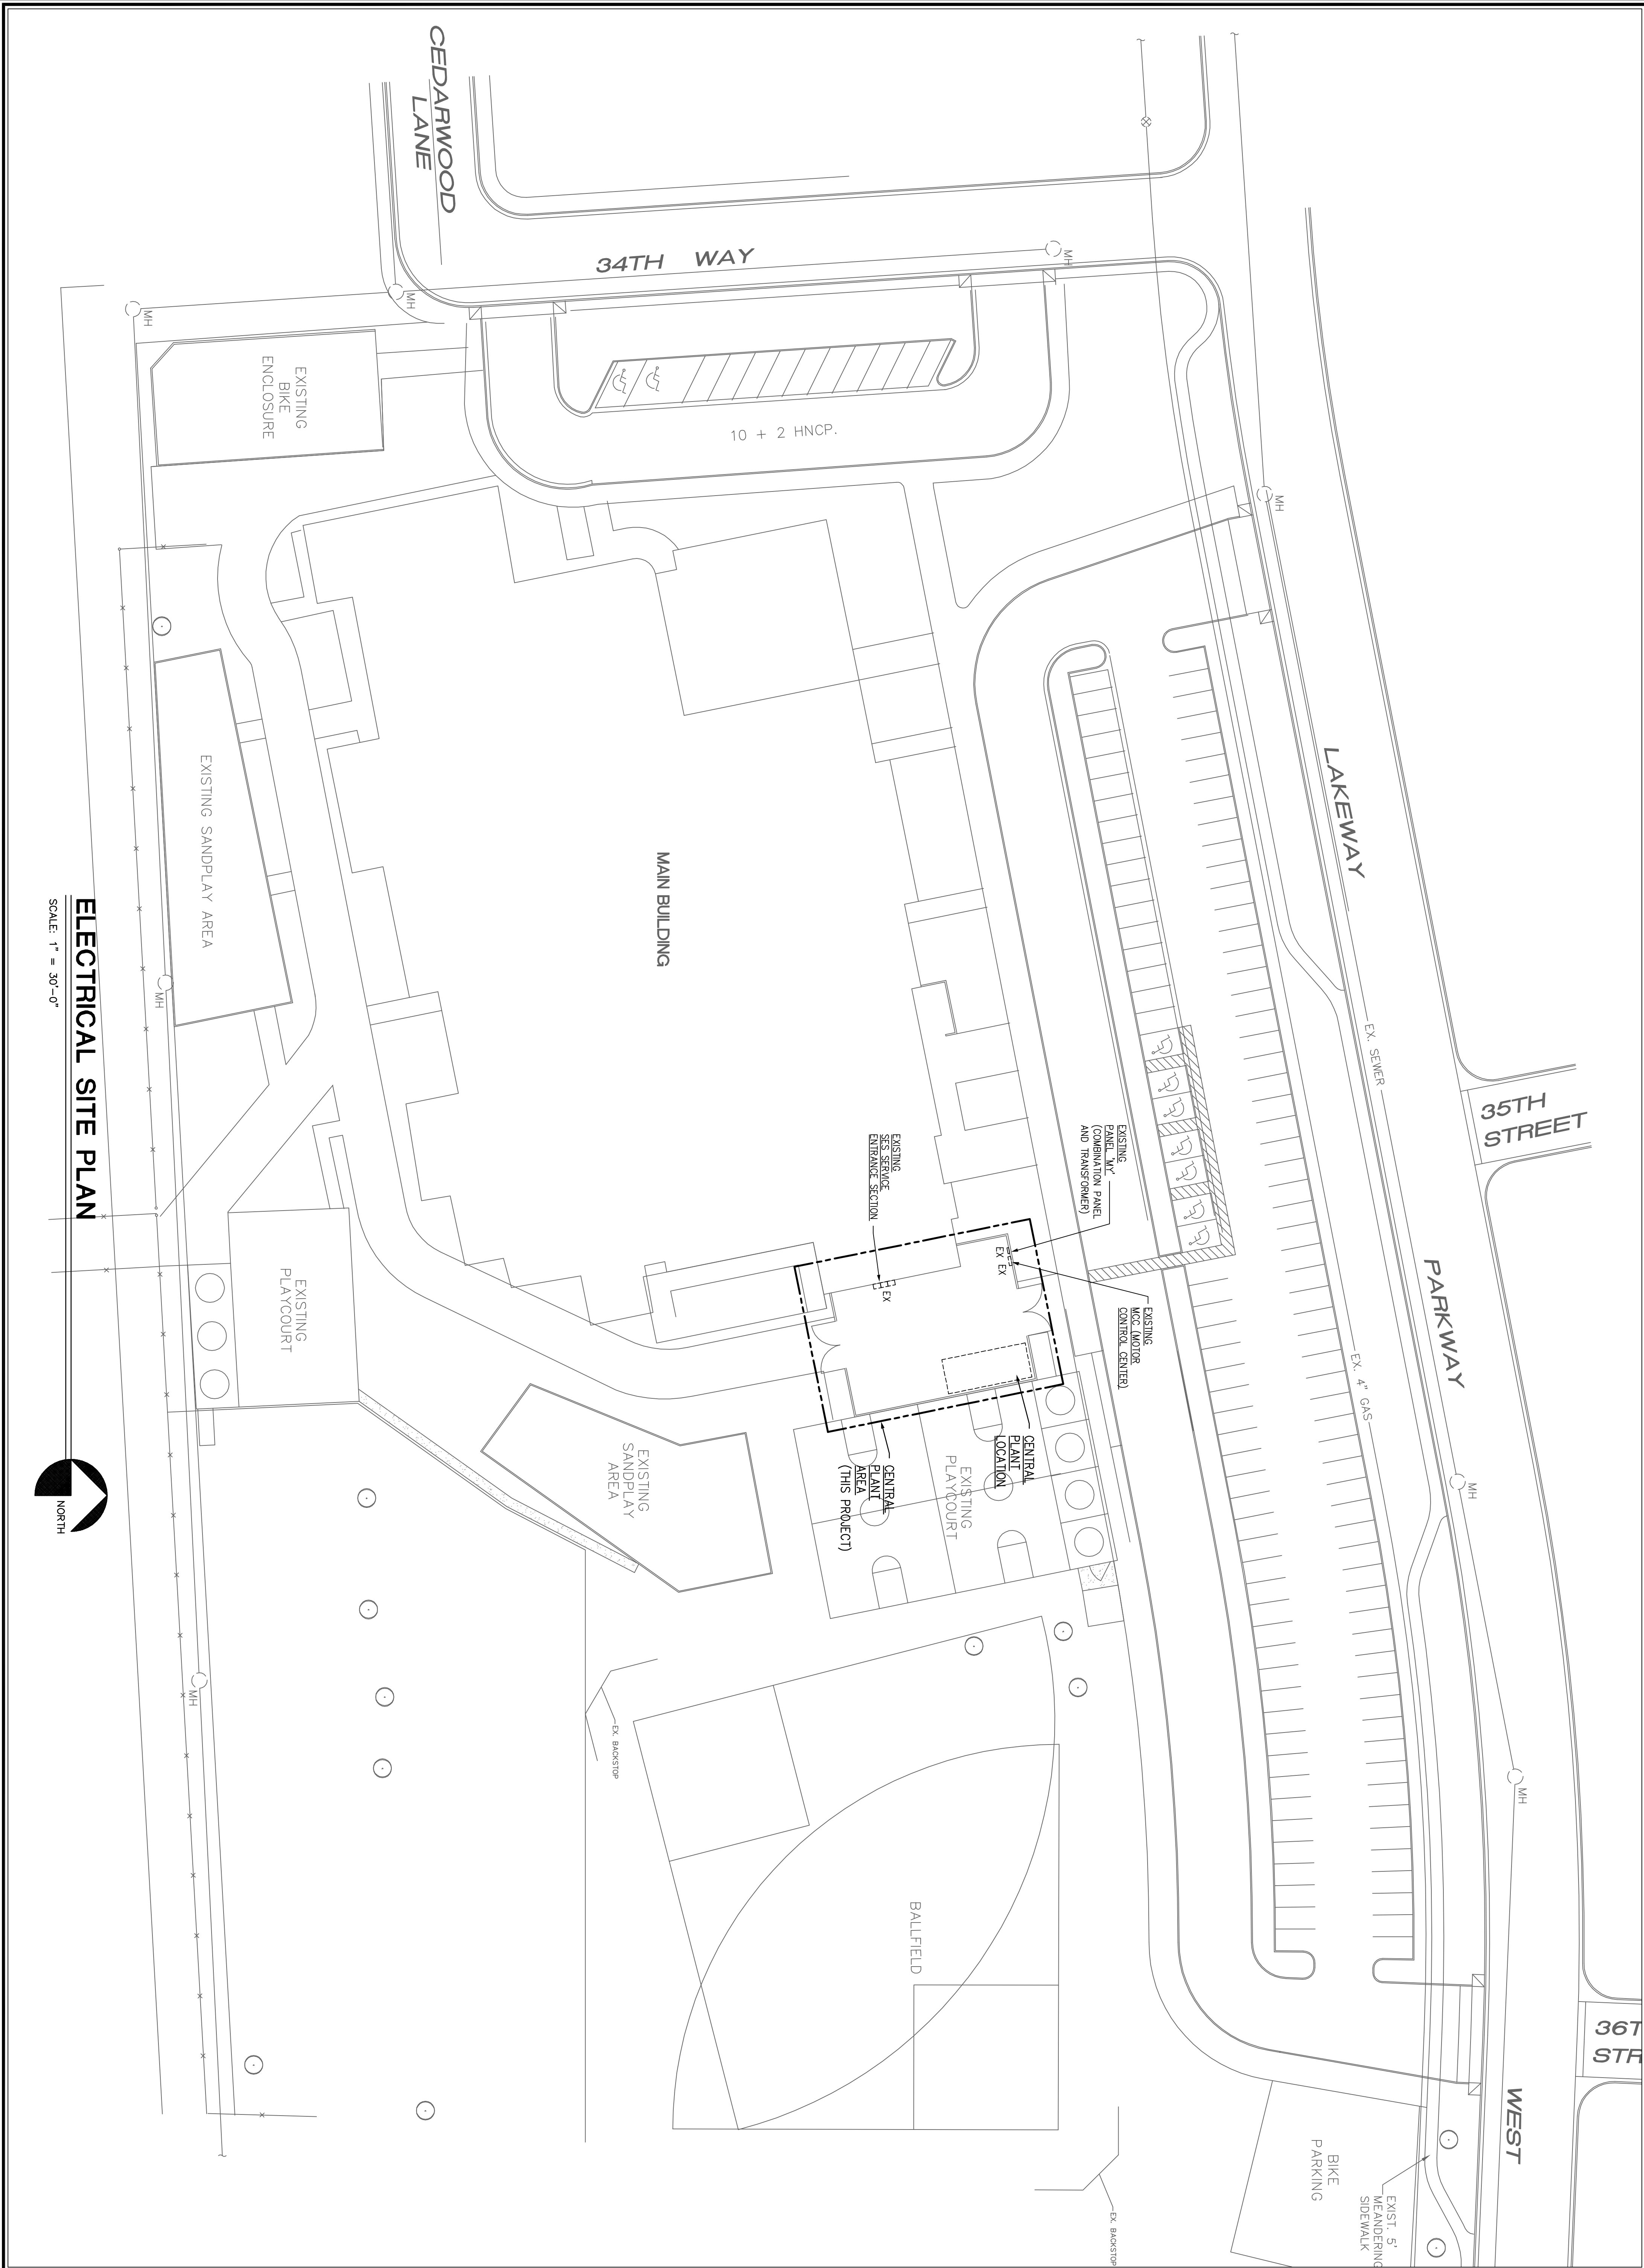 CEDARWOOD
LANE
34TH WAY
MH
MH
MH
MH
EXISTING
BIKE
ENCLOSURE
10 + 2 HNCP.
LAKEWAY
EX. SEWER
35TH
STREET
PARKWAY
EX. 4" GAS
MH
MH
36T
STR
WEST
MAIN BUILDING
EXISTING SANDPLAY AREA
MH
EXISTING
PANEL 'MY'
(COMBINATION PANEL
AND TRANSFORMER)
EXISTING
SES SERVICE
ENTRANCE SECTION
EX
EX
EX
EXISTING
MCC (MOTOR
CONTROL CENTER)
CENTRAL
PLANT
LOCATION
CENTRAL
PLANT
AREA
(THIS PROJECT)
EXISTING
PLAYCOURT
EXISTING
PLAYCOURT
EXISTING
SANDPLAY
AREA
EX. BACKSTOP
MH
BALLFIELD
EX. BACKSTOP
BIKE
PARKING
EXIST. 5'
MEANDERING
SIDEWALK
ELECTRICAL SITE PLAN
SCALE: 1" = 30'-0"
NORTH